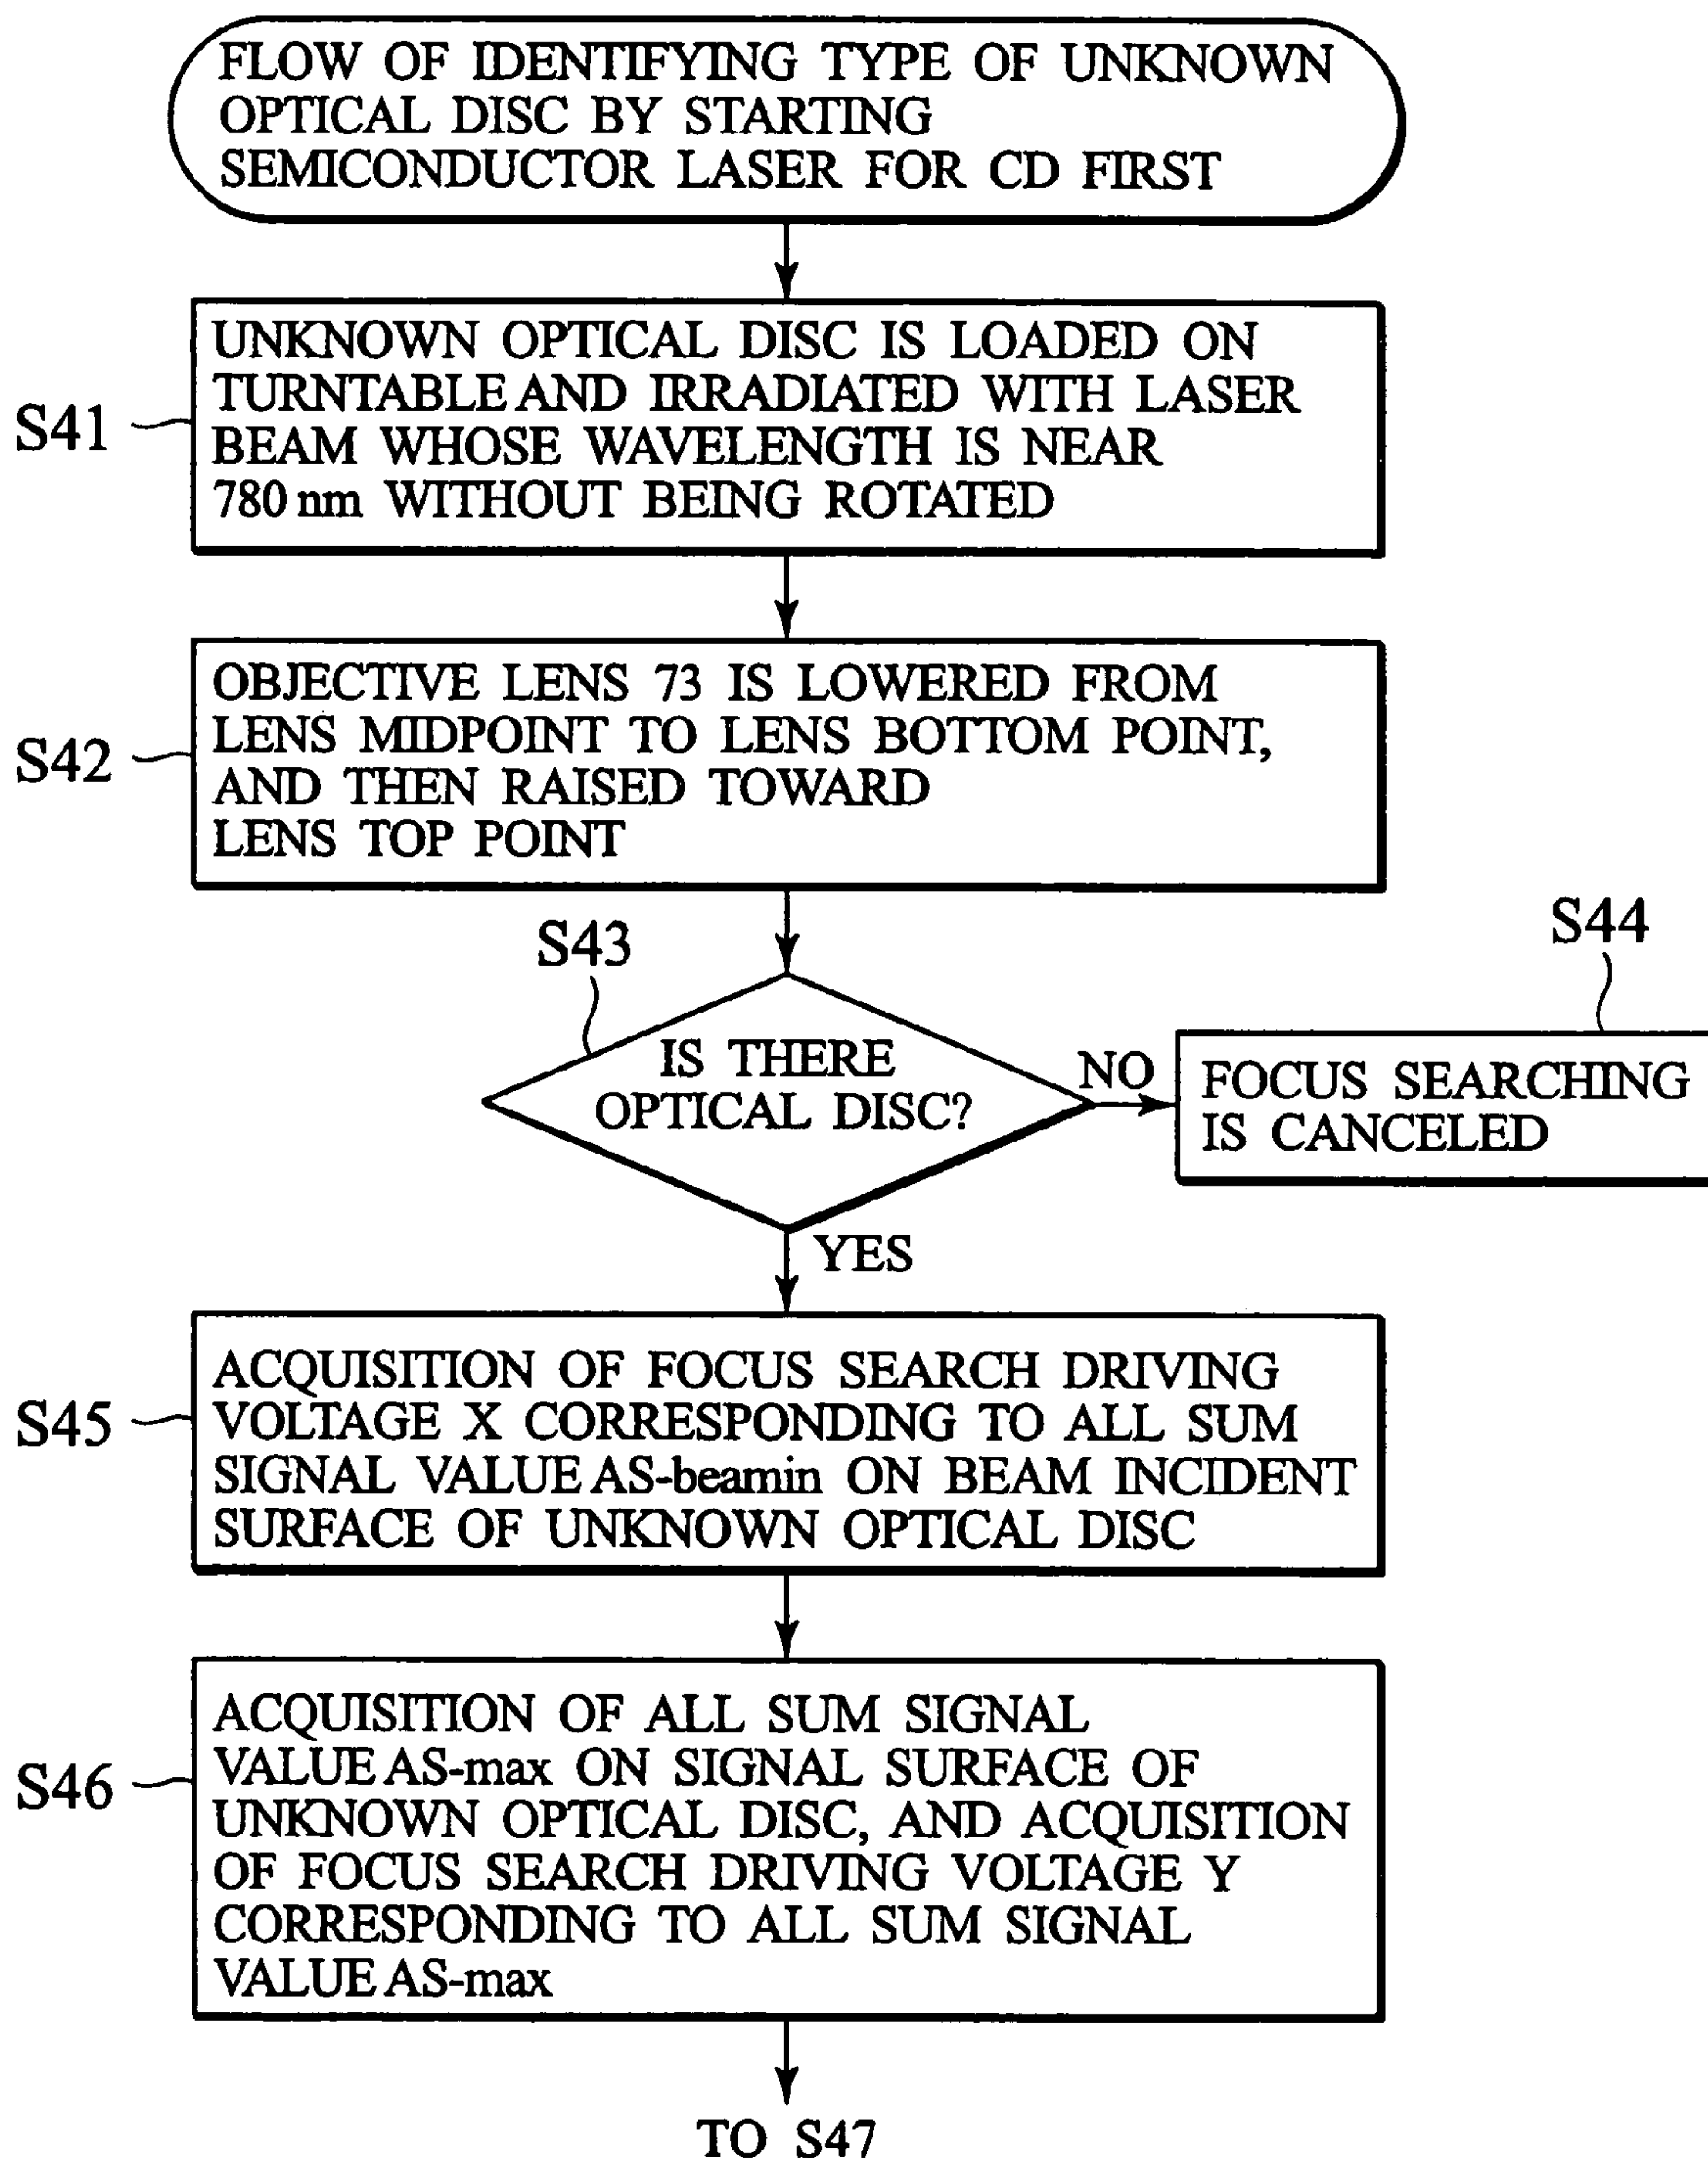 FLOW OF IDENTIFYING TYPE OF UNKNOWN
OPTICAL DISC BY STARTING
SEMICONDUCTOR LASER FOR CD FIRST
S41
UNKNOWN OPTICAL DISC IS LOADED ON
TURNTABLE AND IRRADIATED WITH LASER
BEAM WHOSE WAVELENGTH IS NEAR
780 nm WITHOUT BEING ROTATED
S42
OBJECTIVE LENS 73 IS LOWERED FROM
LENS MIDPOINT TO LENS BOTTOM POINT,
AND THEN RAISED TOWARD
LENS TOP POINT
S43
IS THERE
OPTICAL DISC?
NO
S44
FOCUS SEARCHING
IS CANCELED
YES
S45
ACQUISITION OF FOCUS SEARCH DRIVING
VOLTAGE X CORRESPONDING TO ALL SUM
SIGNAL VALUE AS-beamin ON BEAM INCIDENT
SURFACE OF UNKNOWN OPTICAL DISC
S46
ACQUISITION OF ALL SUM SIGNAL
VALUE AS-max ON SIGNAL SURFACE OF
UNKNOWN OPTICAL DISC, AND ACQUISITION
OF FOCUS SEARCH DRIVING VOLTAGE Y
CORRESPONDING TO ALL SUM SIGNAL
VALUE AS-max
TO S47